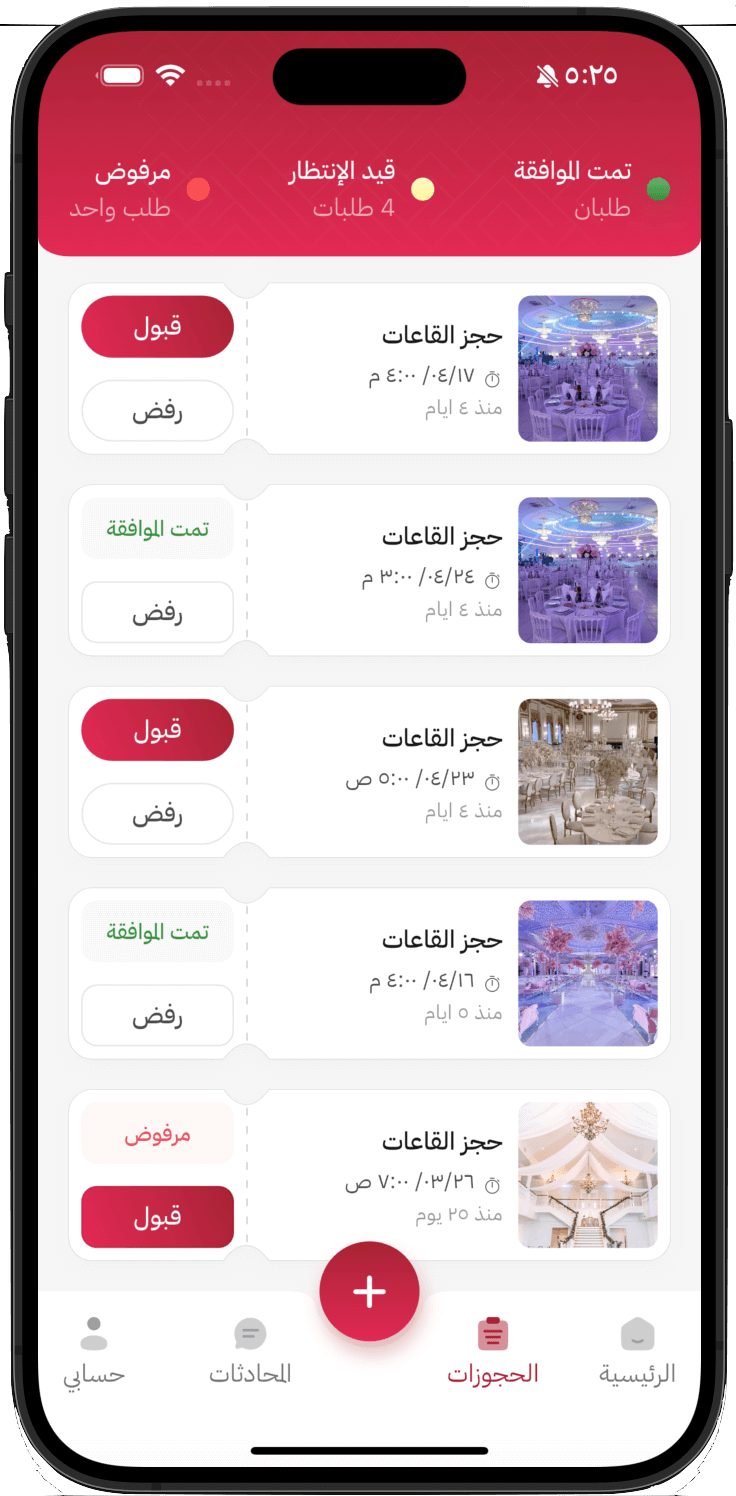 ٥:٢٥
تمت الموافقة
طلبان
قيد الإنتظار
4 طلبات
مرفوض
طلب واحد
حجز القاعات
٠٤/١٧/ ٤:٠٠ م
منذ ٤ ايام
قبول
رفض
حجز القاعات
٠٤/٢٤/ ٣:٠٠ م
منذ ٤ ايام
تمت الموافقة
رفض
حجز القاعات
٠٤/٢٣/ ٥:٠٠ ص
منذ ٤ ايام
قبول
رفض
حجز القاعات
٠٤/١٦/ ٤:٠٠ م
منذ ٥ ايام
تمت الموافقة
رفض
حجز القاعات
٠٣/٢٦/ ٧:٠٠ ص
منذ ٢٥ يوم
مرفوض
قبول
الرئيسية
الحجوزات
المحادثات
حسابي